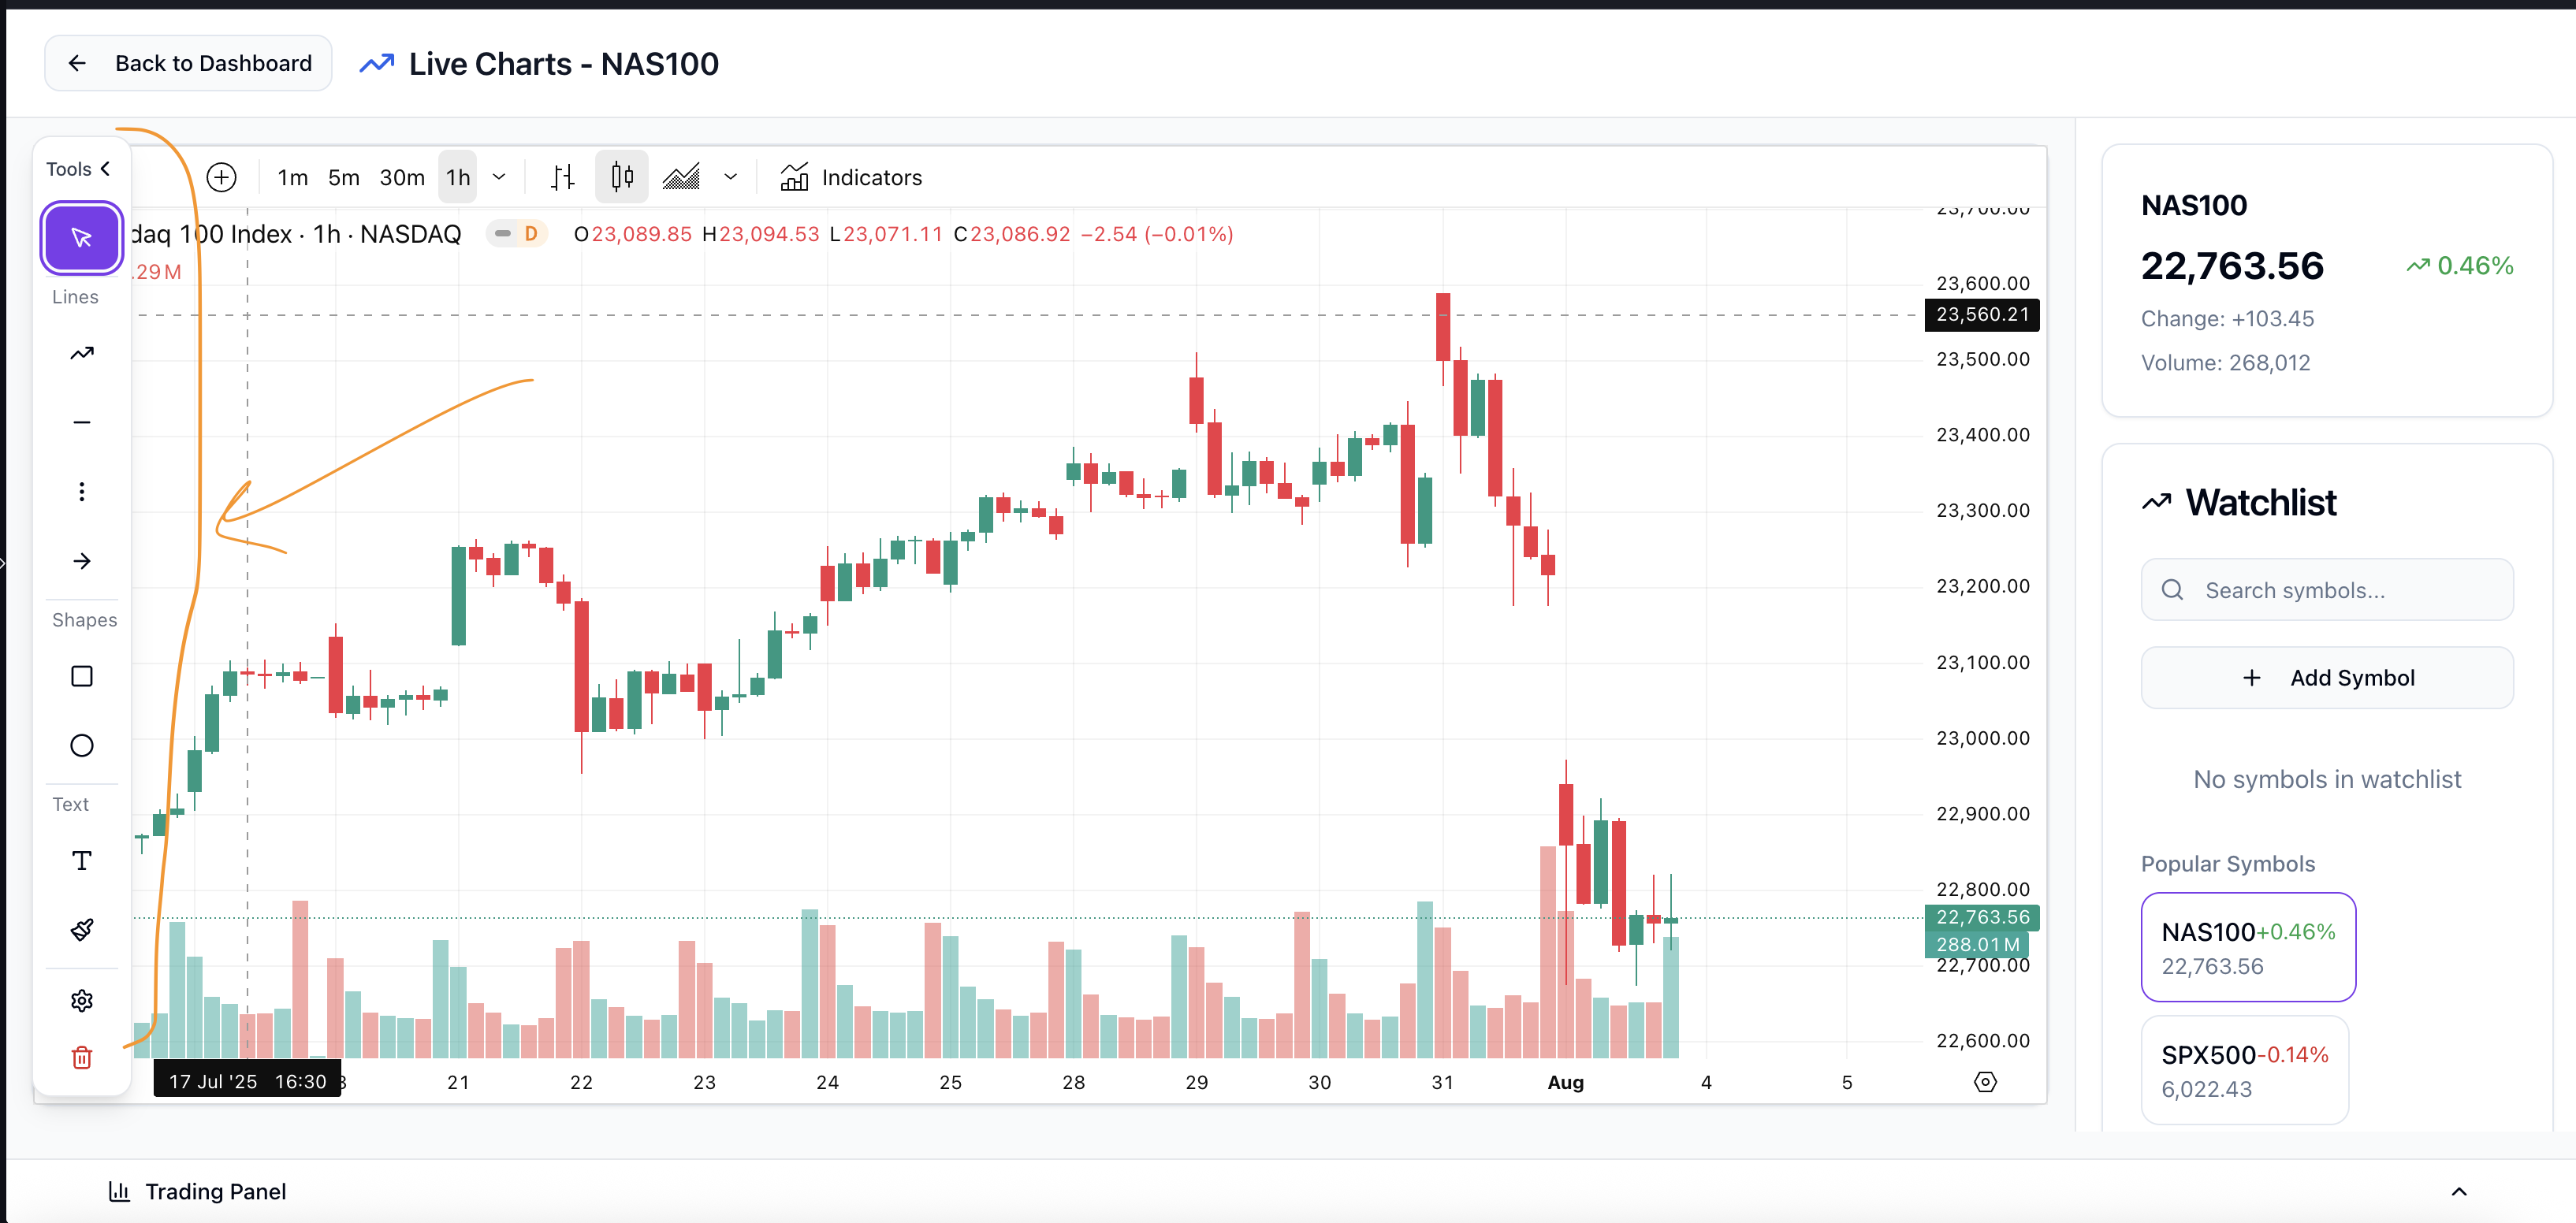 Back to Dashboard
Live Charts - NAS100
Tools
1m 5m 30m 1h
Indicators
daq 100 Index · 1h · NASDAQ
D
O23,089.85 H23,094.53 L23,071.11 C23,086.92 −2.54 (−0.01%)
.29M
Lines
Shapes
Text
T
23,700.00
23,600.00
23,560.21
23,500.00
23,400.00
23,300.00
23,200.00
23,100.00
23,000.00
22,900.00
22,800.00
22,763.56
288.01M
22,700.00
22,600.00
17 Jul '25 16:30
21 22 23 24 25 28 29 30 31 Aug 4 5
NAS100
22,763.56
0.46%
Change: +103.45
Volume: 268,012
Watchlist
Search symbols...
Add Symbol
No symbols in watchlist
Popular Symbols
NAS100+0.46%
22,763.56
SPX500-0.14%
6,022.43
Trading Panel